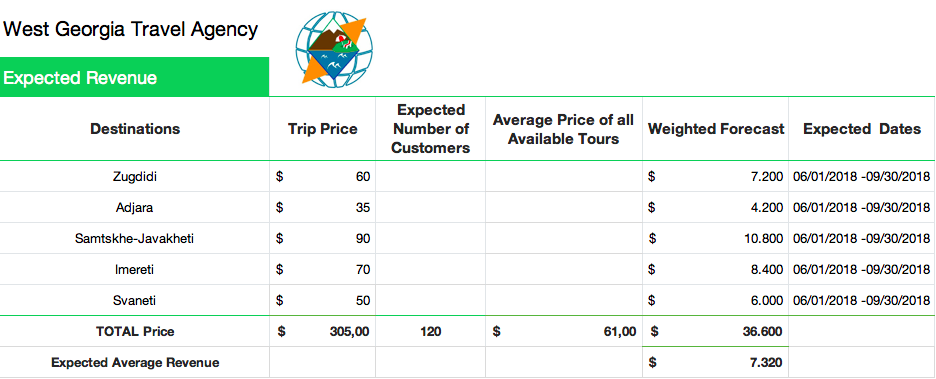 West Georgia Travel Agency
Expected Revenue
Destinations Trip Price Expected Number of Customers Average Price of all Available Tours Weighted Forecast Expected Dates
Zugdidi $ 60 $ 7.200 06/01/2018 -09/30/2018
Adjara $ 35 $ 4.200 06/01/2018 -09/30/2018
Samtskhe-Javakheti $ 90 $ 10.800 06/01/2018 -09/30/2018
Imereti $ 70 $ 8.400 06/01/2018 -09/30/2018
Svaneti $ 50 $ 6.000 06/01/2018 -09/30/2018
TOTAL Price $ 305,00 120 $ 61,00 $ 36.600
Expected Average Revenue $ 7.320